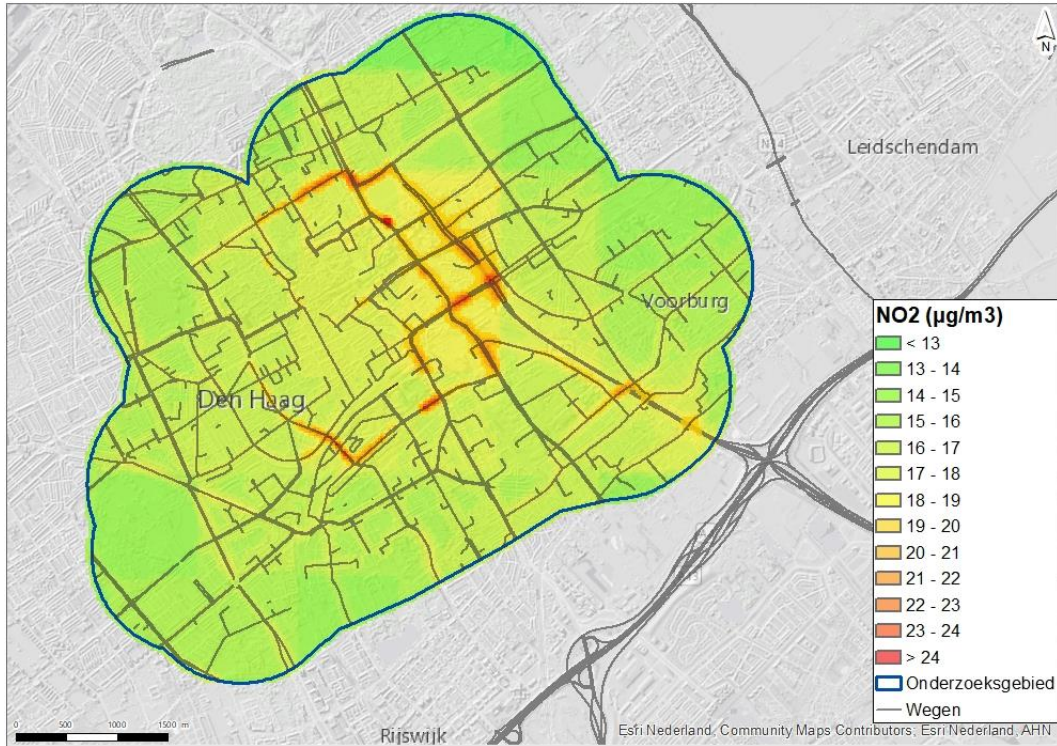 N
N14
Leidschendam
Voorburg
Den Haag
Rijswijk
NO2 (µg/m3)
< 13
13 - 14
14 - 15
15 - 16
16 - 17
17 - 18
18 - 19
19 - 20
20 - 21
21 - 22
22 - 23
23 - 24
> 24
Onderzoeksgebied
Wegen
0 500 1000 1500 m
Esri Nederland, Community Maps Contributors, Esri Nederland, AHN